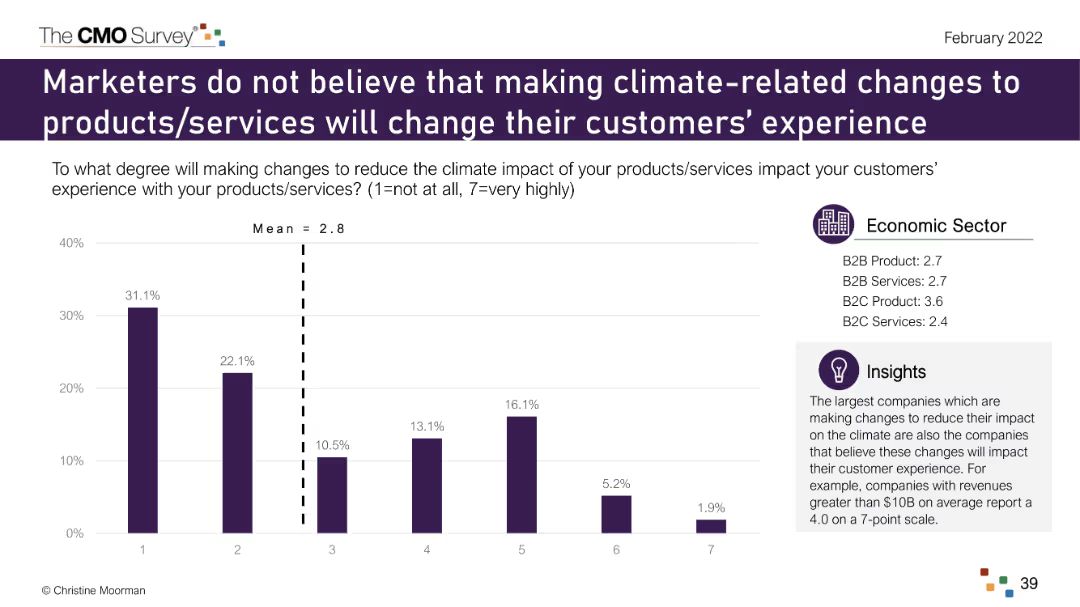 The CMO Survey®
February 2022
Marketers do not believe that making climate-related changes to
products/services will change their customers' experience
To what degree will making changes to reduce the climate impact of your products/services impact your customers'
experience with your products/services? (1=not at all, 7=very highly)
Mean = 2.8
40%
30%
20%
10%
0%
31.1%
22.1%
10.5%
13.1%
16.1%
5.2%
1.9%
1
2
3
4
5
6
7
Economic Sector
B2B Product: 2.7
B2B Services: 2.7
B2C Product: 3.6
B2C Services: 2.4
Insights
The largest companies which are
making changes to reduce their impact
on the climate are also the companies
that believe these changes will impact
their customer experience. For
example, companies with revenues
greater than $10B on average report a
4.0 on a 7-point scale.
© Christine Moorman
39